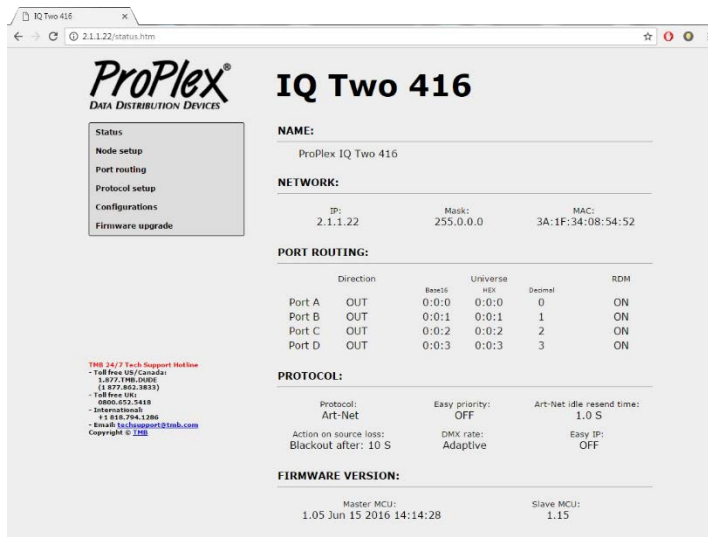 IQ Two 416
2.1.1.22/status.htm
ProPlex®
DATA DISTRIBUTION DEVICES
Status
Node setup
Port routing
Protocol setup
Configurations
Firmware upgrade
TMB 24/7 Tech Support Hotline
- Toll free US/Canada:
1.877.TMB.DUDE
(1 877.862.3833)
- Toll free UK:
0800.652.5418
- International:
+1 818.794.1286
- Email: techsupport@tmb.com
Copyright © TMB
IQ Two 416
NAME:
ProPlex IQ Two 416
NETWORK:
IP: Mask: MAC:
2.1.1.22 255.0.0.0 3A:1F:34:08:54:52
PORT ROUTING:
Direction Universe RDM
Base16 HEX Decimal
Port A OUT 0:0:0 0:0:0 0 ON
Port B OUT 0:0:1 0:0:1 1 ON
Port C OUT 0:0:2 0:0:2 2 ON
Port D OUT 0:0:3 0:0:3 3 ON
PROTOCOL:
Protocol: Easy priority: Art-Net idle resend time:
Art-Net OFF 1.0 S
Action on source loss: DMX rate: Easy IP:
Blackout after: 10 S Adaptive OFF
FIRMWARE VERSION:
Master MCU: Slave MCU:
1.05 Jun 15 2016 14:14:28 1.15